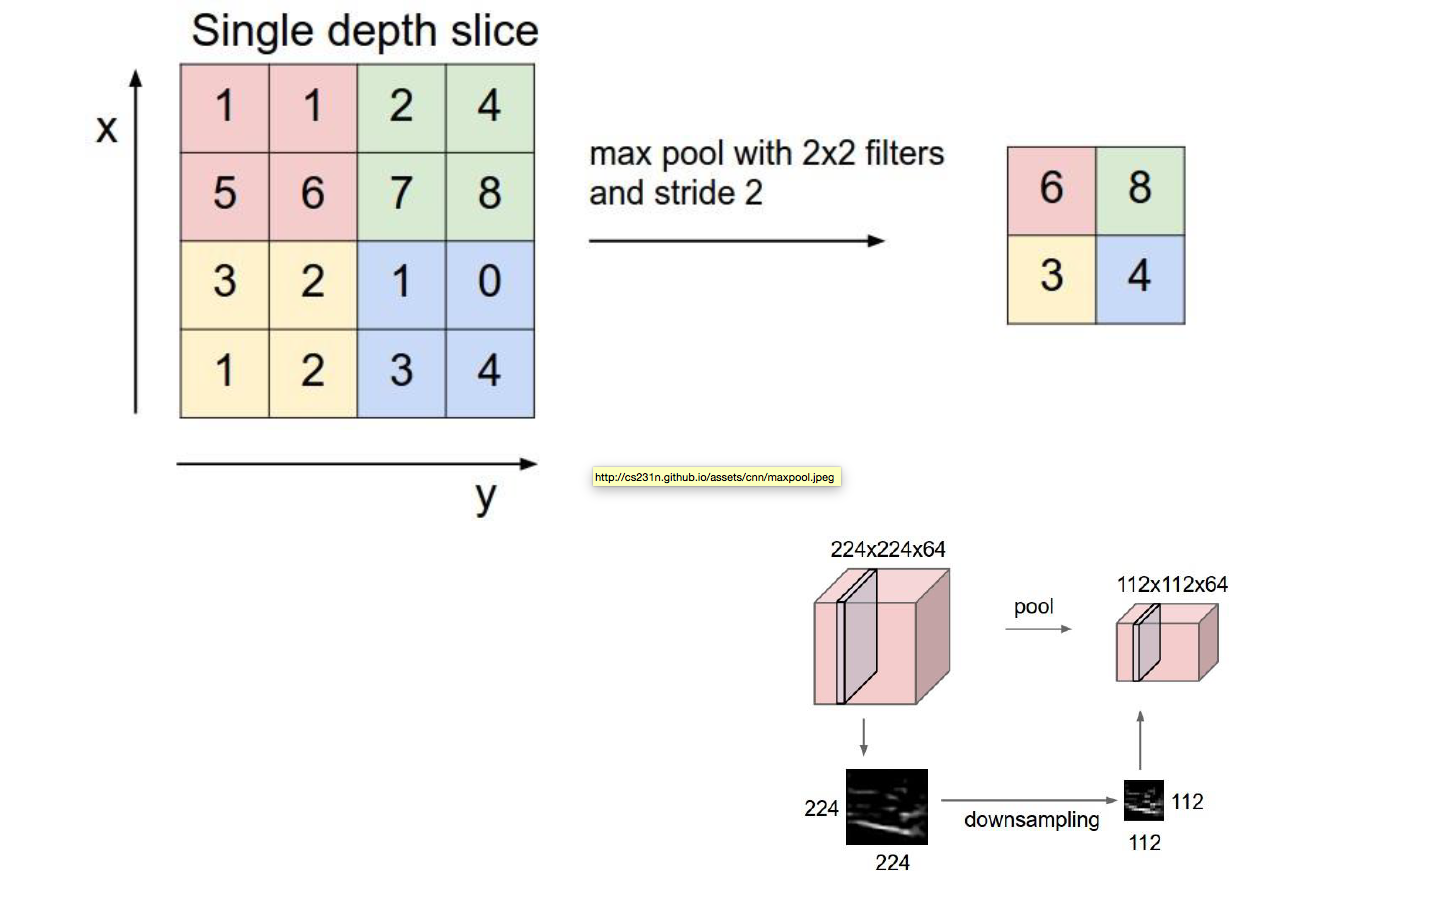 Single depth slice
x
1 1 2 4
5 6 7 8
3 2 1 0
1 2 3 4
y
max pool with 2x2 filters
and stride 2
6 8
3 4
http://cs231n.github.io/assets/cnn/maxpool.jpeg
224x224x64
pool
112x112x64
224
224
downsampling
112
112